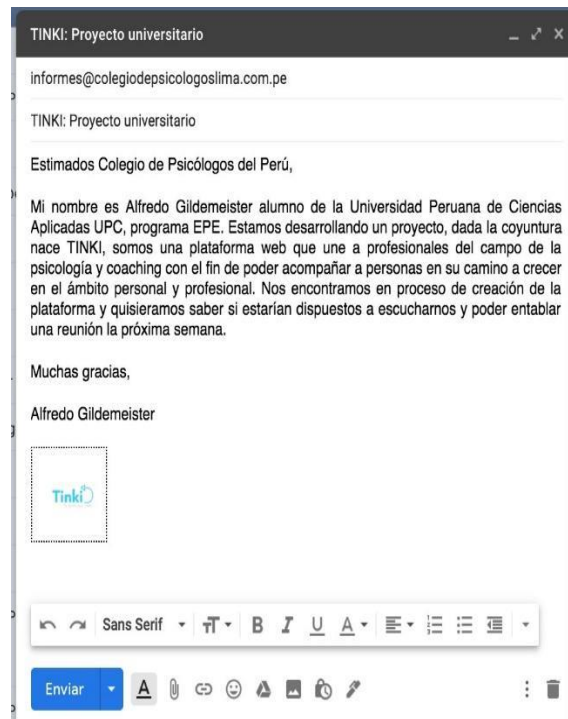 TINKI: Proyecto universitario
informes@colegiodepsicologoslima.com.pe
TINKI: Proyecto universitario
Estimados Colegio de Psicólogos del Perú,
Mi nombre es Alfredo Gildemeister alumno de la Universidad Peruana de Ciencias
Aplicadas UPC, programa EPE. Estamos desarrollando un proyecto, dada la coyuntura
nace TINKI, somos una plataforma web que une a profesionales del campo de la
psicología y coaching con el fin de poder acompañar a personas en su camino a crecer
en el ámbito personal y profesional. Nos encontramos en proceso de creación de la
plataforma y quisieramos saber si estarían dispuestos a escucharnos y poder entablar
una reunión la próxima semana.
Muchas gracias,
Alfredo Gildemeister
Tinki
Sans Serif
Enviar